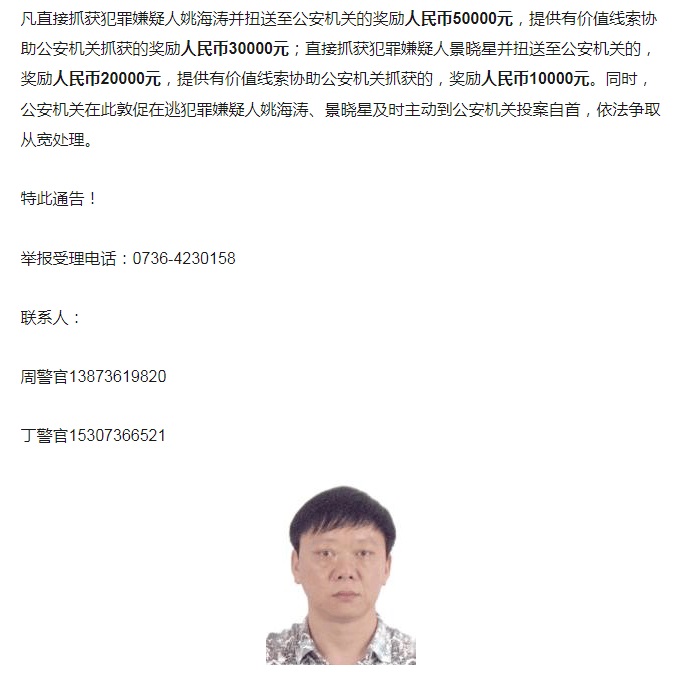 凡直接抓获犯罪嫌疑人姚海涛并扭送至公安机关的奖励人民币50000元，提供有价值线索协
助公安机关抓获的奖励人民币30000元；直接抓获犯罪嫌疑人景晓星并扭送至公安机关的，
奖励人民币20000元，提供有价值线索协助公安机关抓获的，奖励人民币10000元。同时，
公安机关在此敦促在逃犯罪嫌疑人姚海涛、景晓星及时主动到公安机关投案自首，依法争取
从宽处理。
特此通告！
举报受理电话：0736-4230158
联系人：
周警官13873619820
丁警官15307366521